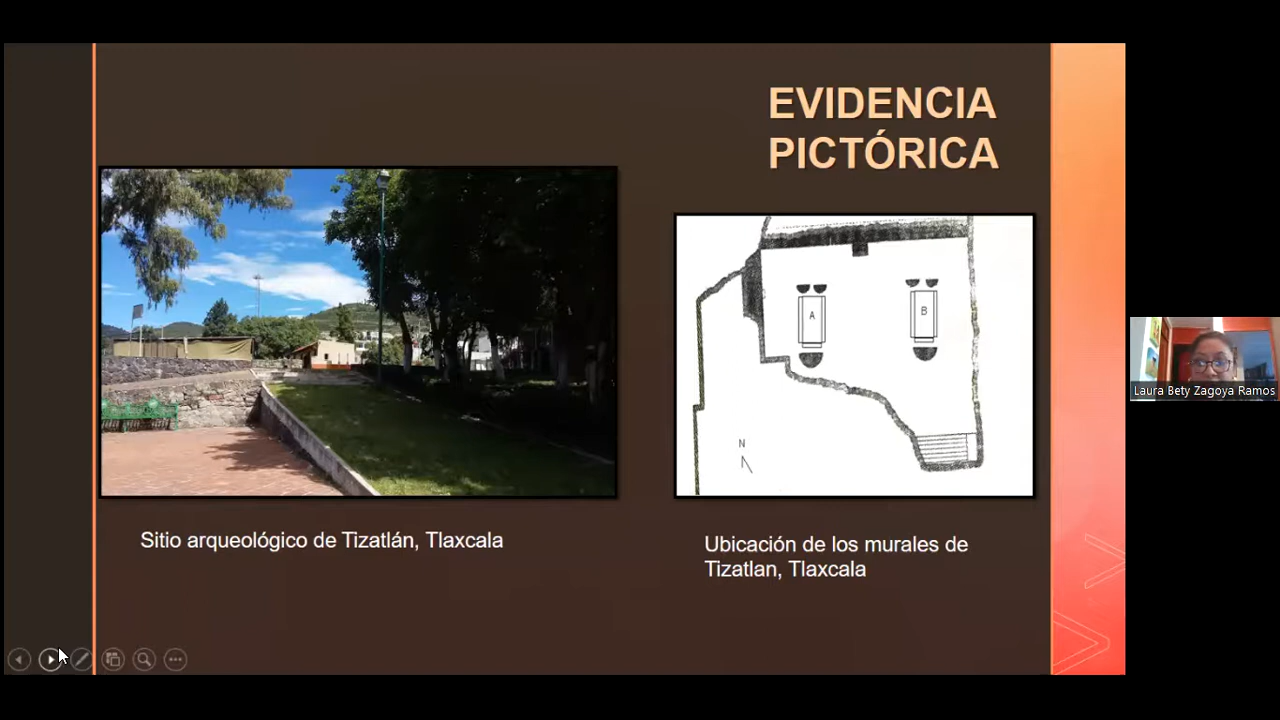 EVIDENCIA
PICTÓRICA
A
B
N
Sitio arqueológico de Tizatlán, Tlaxcala
Ubicación de los murales de
Tizatlan, Tlaxcala
Laura Bety Zagoya Ramos